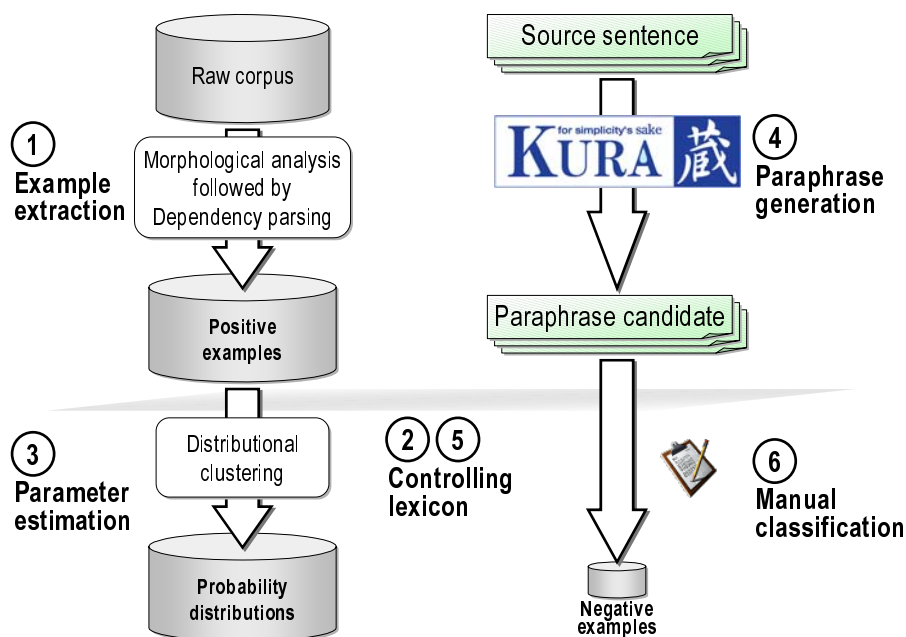 Raw corpus
1
Example
extraction
Morphological analysis
followed by
Dependency parsing
Positive
examples
3
Parameter
estimation
Distributional
clustering
Probability
distributions
2 5
Controlling
lexicon
Source sentence
for simplicity's sake
KURA 蔵
4
Paraphrase
generation
Paraphrase candidate
6
Manual
classification
Negative
examples